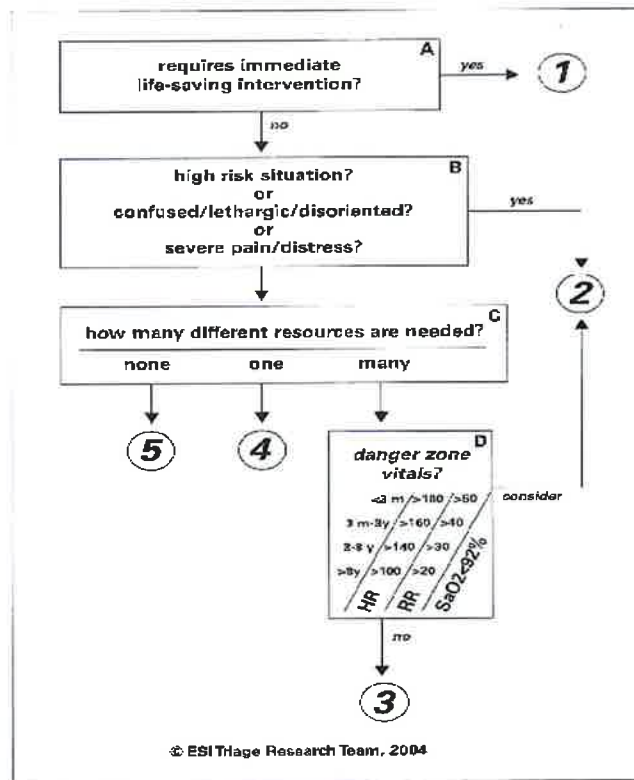 A
requires immediate
life-saving intervention?
yes
1
no
B
high risk situation?
or
confused/lethargic/disoriented?
or
severe pain/distress?
yes
2
C
how many different resources are needed?
none one many
5
4
D
danger zone
vitals?
<3 m >180 >50
3 m-3y >160 >40
3-8 y >140 >30
>8y >100 >20
HR RR SaO2<92%
consider
no
3
© ESI Triage Research Team, 2004